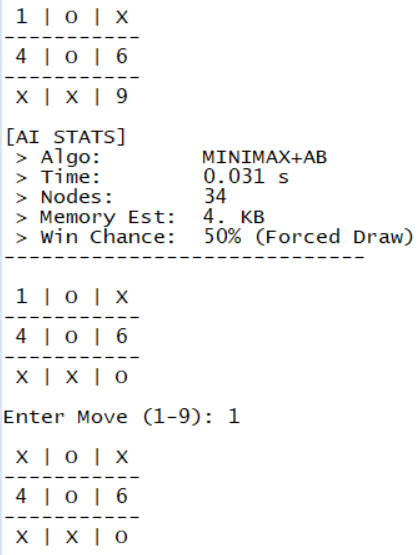 1 | O | X
-----------
4 | O | 6
-----------
X | X | 9
[AI STATS]
> Algo: MINIMAX+AB
> Time: 0.031 s
> Nodes: 34
> Memory Est: 4. KB
> Win Chance: 50% (Forced Draw)
------------------------------
1 | O | X
-----------
4 | O | 6
-----------
X | X | O
Enter Move (1-9): 1
X | O | X
-----------
4 | O | 6
-----------
X | X | O